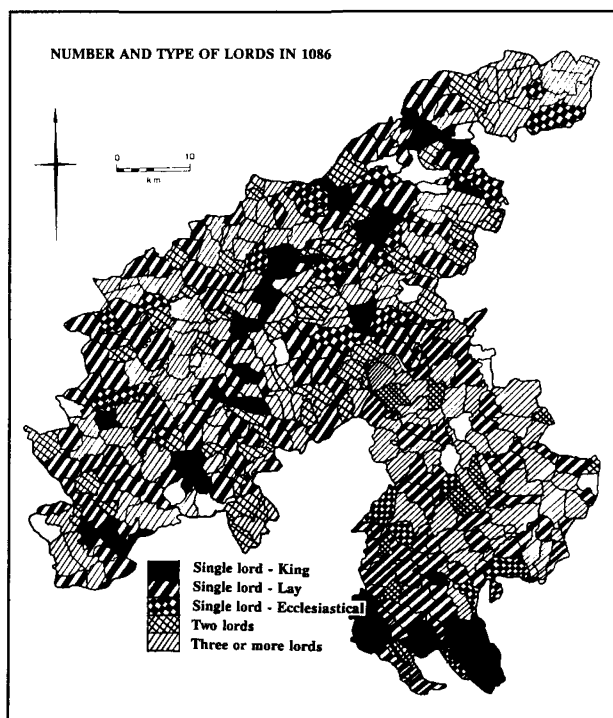 NUMBER AND TYPE OF LORDS IN 1086
0 10
km
Single lord - King
Single lord - Lay
Single lord - Ecclesiastical
Two lords
Three or more lords